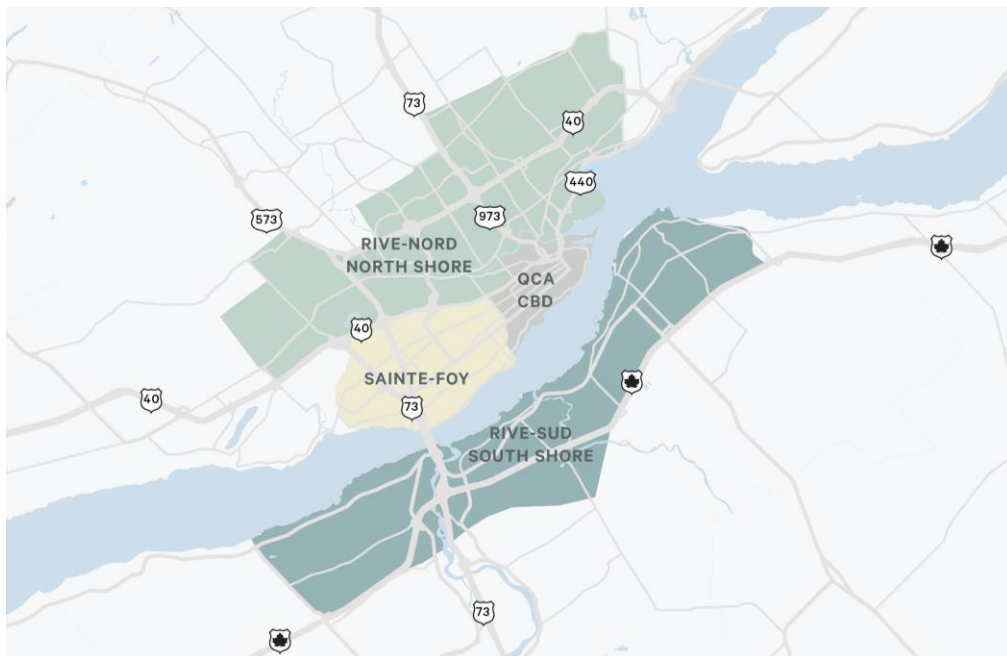 73
40
440
973
573
RIVE-NORD
NORTH SHORE
QCA
CBD
40
SAINTE-FOY
40
73
RIVE-SUD
SOUTH SHORE
73